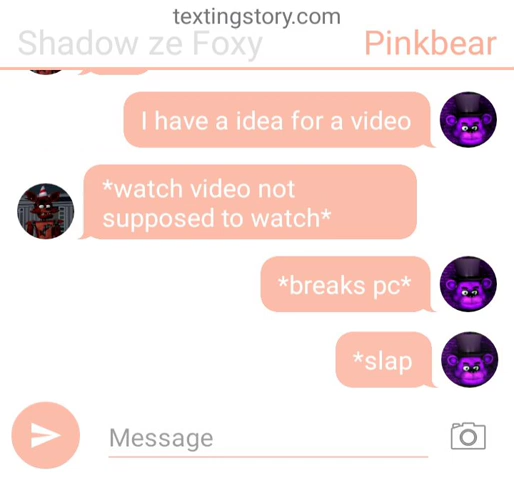 textingstory.com
Shadow ze Foxy
Pinkbear
I have a idea for a video
*watch video not
supposed to watch*
*breaks pc*
*slap
Message